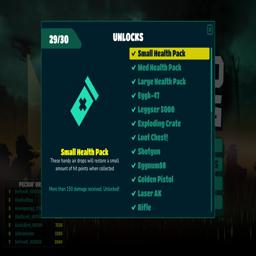 29/30
UNLOCKS
Small Health Pack
Med Health Pack
Large Health Pack
Eggk-47
Legyser 3000
Exploding Crate
Loot Chest!
Shotgun
Eggnum88
Golden Pistol
Laser AK
Rifle
Small Health Pack
These handy air drops will restore a small
amount of hit points when collected
More than 150 damage received. Unlocked!